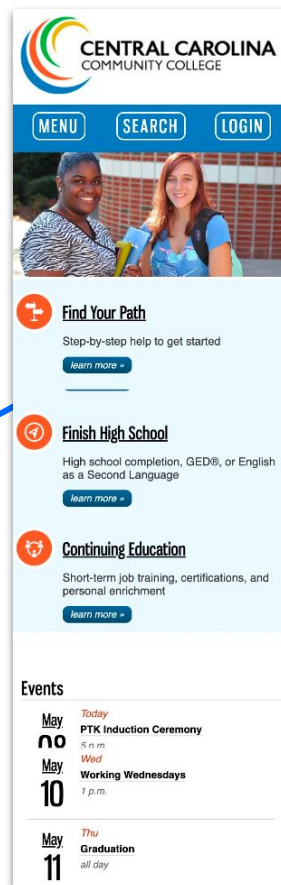 CENTRAL CAROLINA
COMMUNITY COLLEGE
MENU SEARCH LOGIN
Find Your Path
Step-by-step help to get started
learn more »
Finish High School
High school completion, GED®, or English
as a Second Language
learn more »
Continuing Education
Short-term job training, certifications, and
personal enrichment
learn more »
Events
Today
May
PTK Induction Ceremony
5 p.m.
Wed
May
Working Wednesdays
10
1 p.m.
Thu
May
Graduation
11
all day